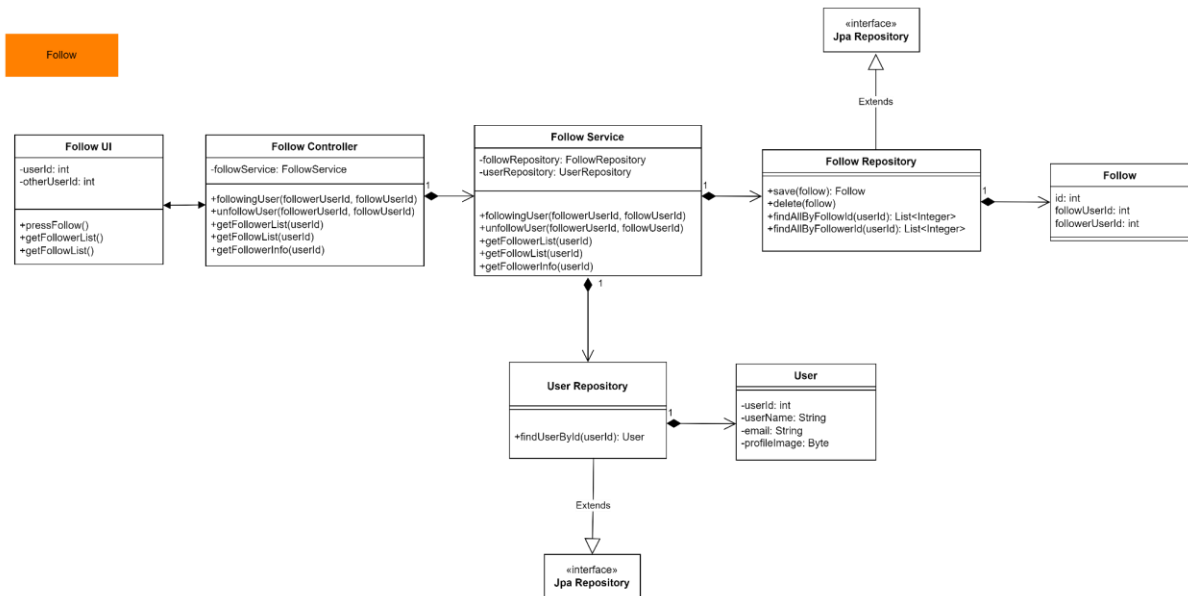 Follow
«interface»
Jpa Repository
Extends
Follow UI
-userId: int
-otherUserId: int
+pressFollow()
+getFollowerList()
+getFollowList()
Follow Controller
-followService: FollowService
+followingUser(followerUserId, followUserId)
+unfollowUser(followerUserId, followUserId)
+getFollowerList(userId)
+getFollowList(userId)
+getFollowerInfo(userId)
1
Follow Service
-followRepository: FollowRepository
-userRepository: UserRepository
+followingUser(followerUserId, followUserId)
+unfollowUser(followerUserId, followUserId)
+getFollowerList(userId)
+getFollowList(userId)
+getFollowerInfo(userId)
1
1
Follow Repository
+save(follow): Follow
+delete(follow)
+findAllByFollowId(userId): List<Integer>
+findAllByFollowerId(userId): List<Integer>
1
Follow
id: int
followUserId: int
followerUserId: int
User Repository
+findUserById(userId): User
1
User
-userId: int
-userName: String
-email: String
-profileImage: Byte
Extends
«interface»
Jpa Repository